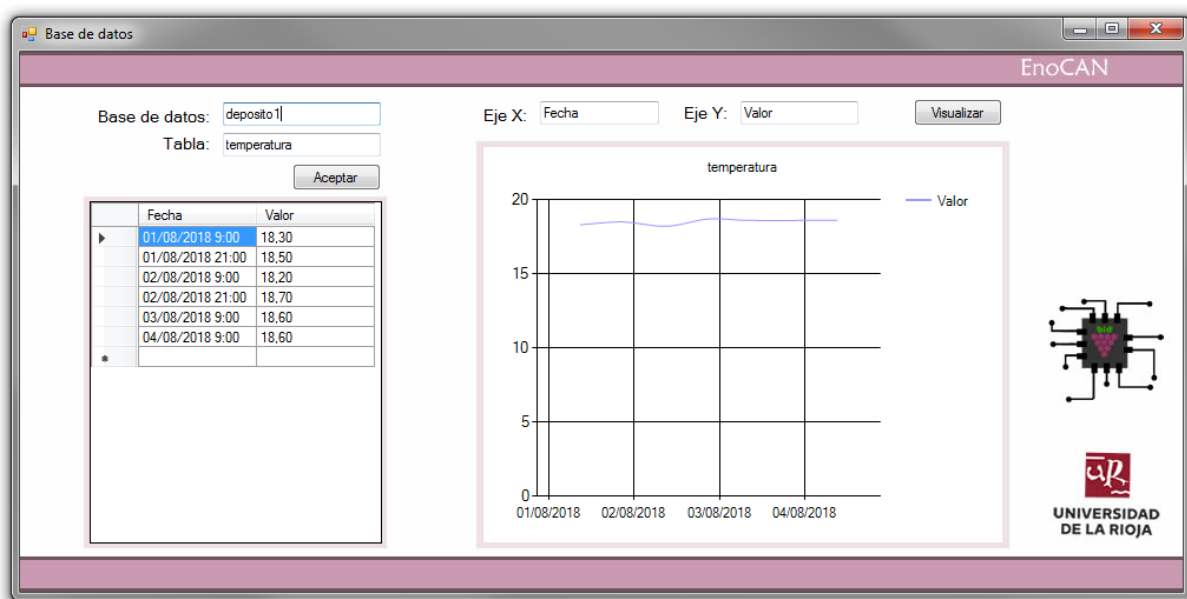 Base de datos
EnoCAN
Base de datos: deposito1
Tabla: temperatura
Aceptar
Fecha Valor
01/08/2018 9:00 18,30
01/08/2018 21:00 18,50
02/08/2018 9:00 18,20
02/08/2018 21:00 18,70
03/08/2018 9:00 18,60
04/08/2018 9:00 18,60
Eje X: Fecha Eje Y: Valor Visualizar
temperatura
Valor
20
15
10
5
0
01/08/2018 02/08/2018 03/08/2018 04/08/2018
UR
UNIVERSIDAD
DE LA RIOJA